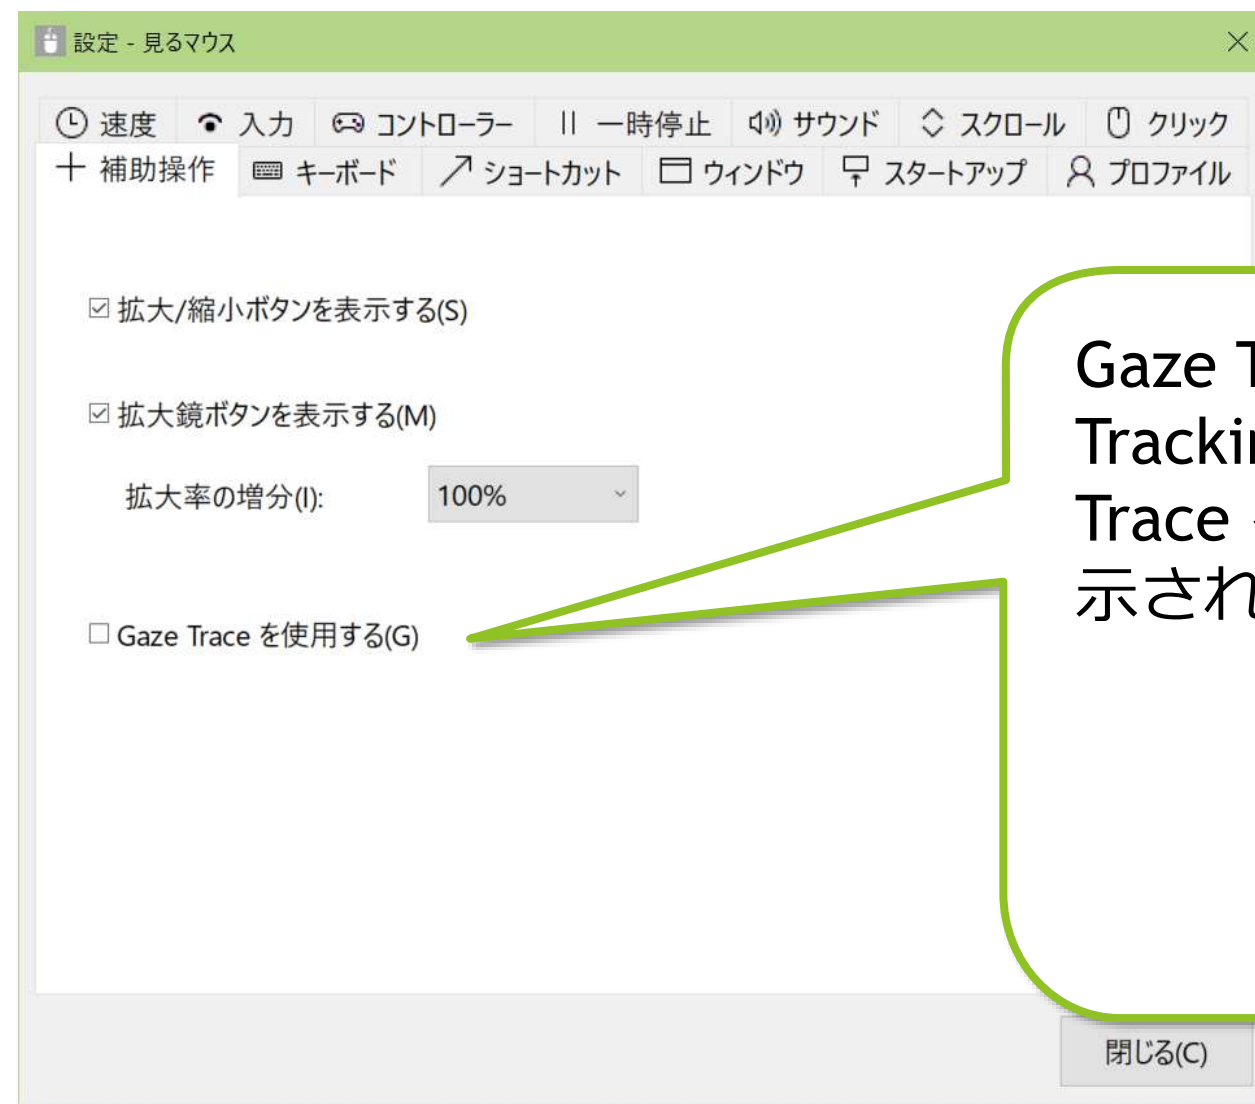 設定 - 見るマウス
速度 入力 コントローラー 一時停止 サウンド スクロール クリック
補助操作 キーボード ショートカット ウィンドウ スタートアップ プロファイル
拡大/縮小ボタンを表示する(S)
拡大鏡ボタンを表示する(M)
拡大率の増分(I): 100%
Gaze Trace を使用する(G)
Gaze
Trace
示され
閉じる(C)